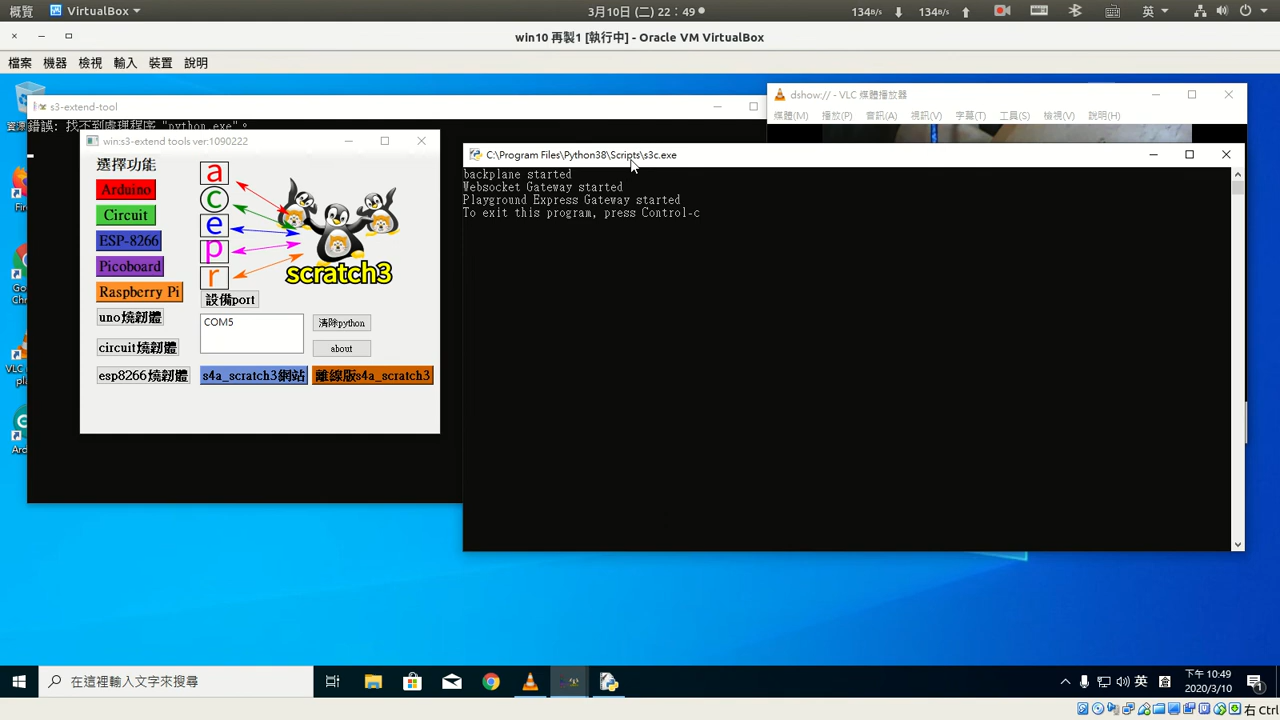 概覽 VirtualBox 3月10日 (二) 22：49 134B/s 134B/s 英
win10 再製1 [執行中] - Oracle VM VirtualBox
檔案 機器 檢視 輸入 裝置 說明
s3-extend-tool
錯誤: 找不到處理程序 "python.exe"。
dshow:// - VLC 媒體播放器
媒體(M) 播放(P) 音訊(A) 視訊(V) 字幕(T) 工具(S) 檢視(V) 說明(H)
win:s3-extend tools ver:1090222
選擇功能
Arduino
Circuit
ESP-8266
Picoboard
Raspberry Pi
uno燒韌體
circuit燒韌體
esp8266燒韌體
a
c
e
p
r
scratch3
設備port
COM5
清除python
about
s4a_scratch3網站
離線版s4a_scratch3
C:\Program Files\Python38\Scripts\s3c.exe
backplane started
Websocket Gateway started
Playground Express Gateway started
To exit this program, press Control-c
在這裡輸入文字來搜尋
英
下午 10:49
2020/3/10
1
右 Ctrl